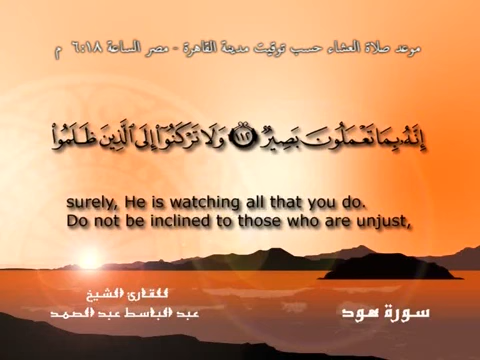 موعد صلاة العشاء حسب توقيت مدينة القاهرة - مصر الساعة ٦:١٨ م
إِنَّهُۥ بِمَا تَعْمَلُونَ بَصِيرٌ ١١٢ وَلَا تَرْكَنُوٓا۟ إِلَى ٱلَّذِينَ ظَلَمُوا۟
surely, He is watching all that you do.
Do not be inclined to those who are unjust,
للقارئ الشيخ
عبد الباسط عبد الصمد
سورة هود